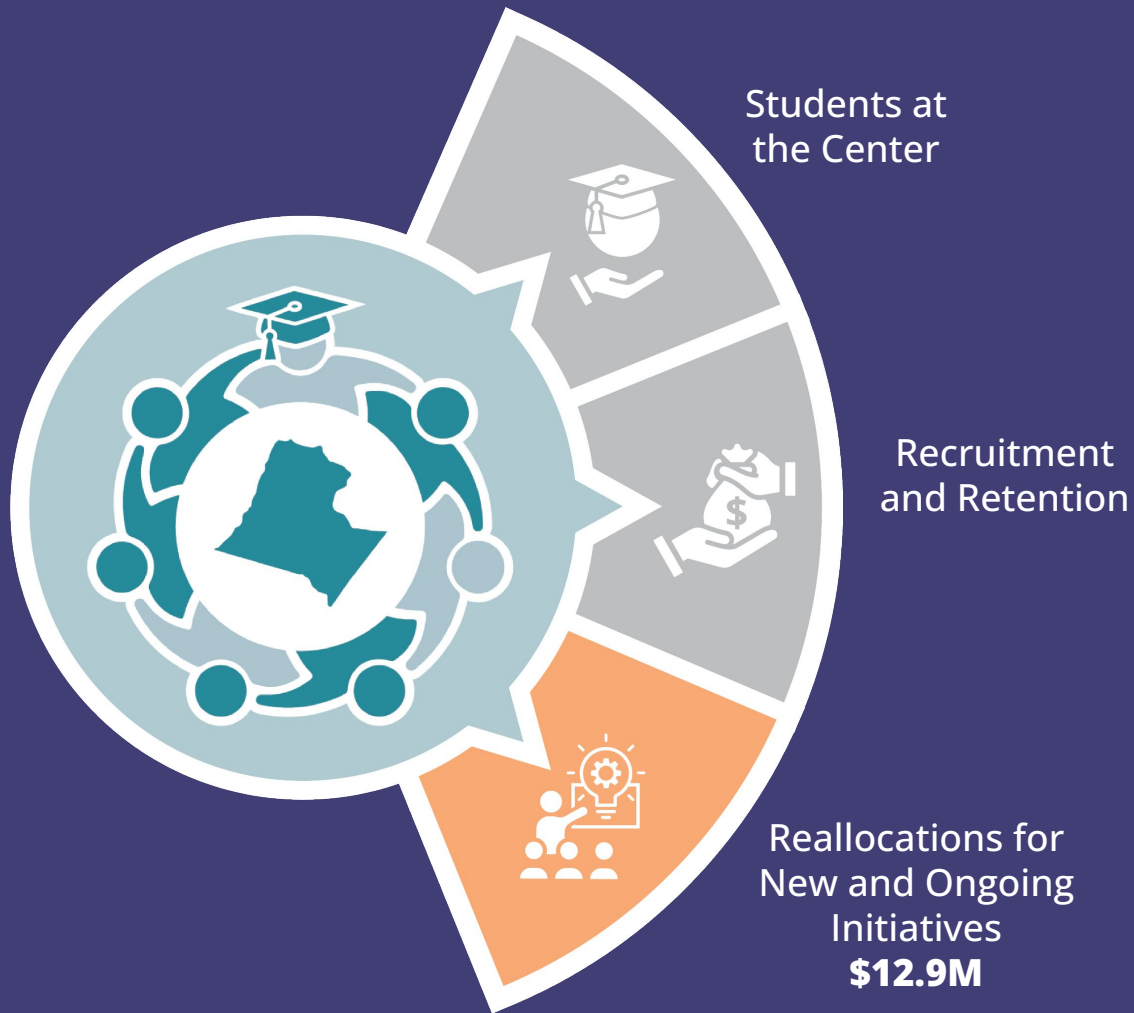 Students at
the Center
$
Recruitment
and Retention
Reallocations for
New and Ongoing
Initiatives
$12.9M